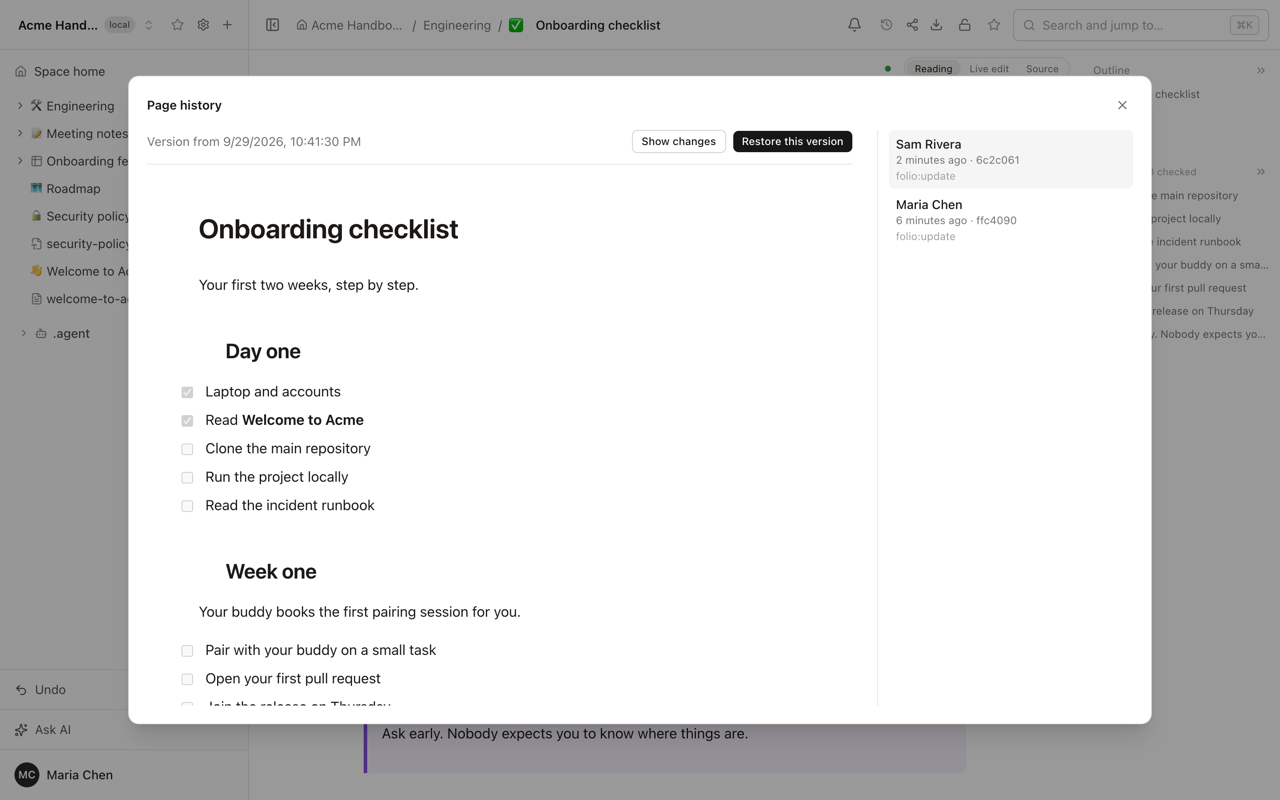 Acme Hand... local
Acme Handbo... / Engineering / Onboarding checklist
Search and jump to... ⌘K
Space home
Engineering
Meeting notes
Onboarding fe
Roadmap
Security policy
security-policy
Welcome to Ac
welcome-to-a
.agent
Undo
Ask AI
MC Maria Chen
Reading Live edit Source
Outline
checklist
checked
main repository
project locally
incident runbook
your buddy on a sma...
first pull request
release on Thursday
Nobody expects yo...
Page history
Version from 9/29/2026, 10:41:30 PM
Show changes Restore this version
Onboarding checklist
Your first two weeks, step by step.
Day one
Laptop and accounts
Read Welcome to Acme
Clone the main repository
Run the project locally
Read the incident runbook
Week one
Your buddy books the first pairing session for you.
Pair with your buddy on a small task
Open your first pull request
Join the release on Thursday
Sam Rivera
2 minutes ago · 6c2c061
folio:update
Maria Chen
6 minutes ago · ffc4090
folio:update
Ask early. Nobody expects you to know where things are.